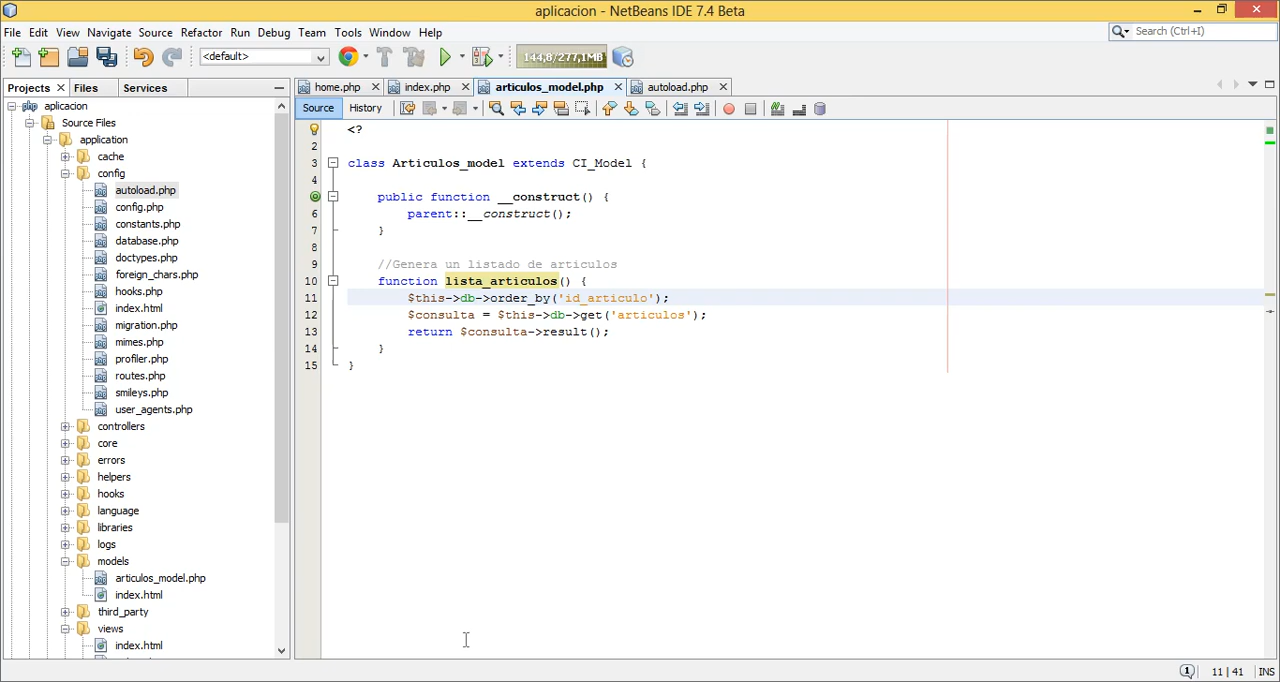 aplicacion - NetBeans IDE 7.4 Beta
File Edit View Navigate Source Refactor Run Debug Team Tools Window Help
Search (Ctrl+I)
<default>
144,8/277,1MB
Projects Files Services
home.php index.php articulos_model.php autoload.php
Source History
aplicacion
Source Files
application
cache
config
autoload.php
config.php
constants.php
database.php
doctypes.php
foreign_chars.php
hooks.php
index.html
migration.php
mimes.php
profiler.php
routes.php
smileys.php
user_agents.php
controllers
core
errors
helpers
hooks
language
libraries
logs
models
articulos_model.php
index.html
third_party
views
index.html
<?
2
3 class Articulos_model extends CI_Model {
4
public function __construct() {
6 parent::__construct();
7 }
8
9 //Genera un listado de articulos
10 function lista_articulos() {
11 $this->db->order_by('id_articulo');
12 $consulta = $this->db->get('articulos');
13 return $consulta->result();
14 }
15 }
1 11 | 41 INS